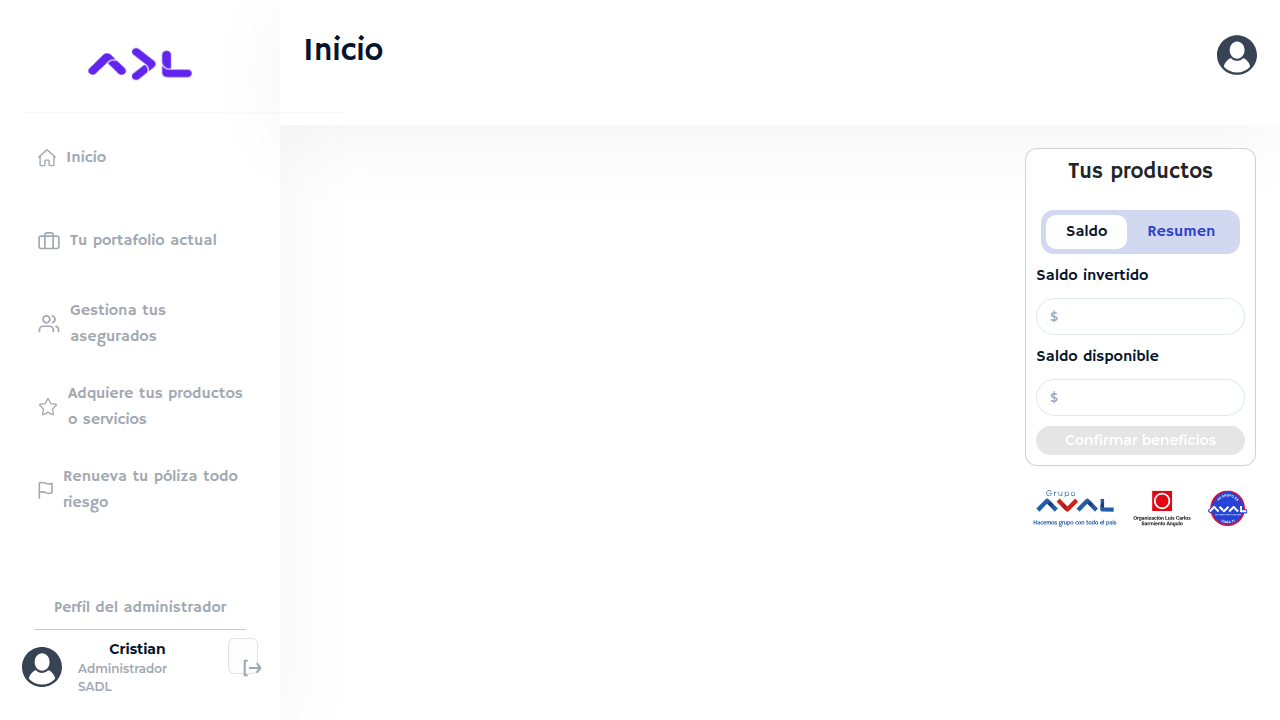 ADL
Inicio
Inicio
Tu portafolio actual
Gestiona tus
asegurados
Adquiere tus productos
o servicios
Renueva tu póliza todo
riesgo
Perfil del administrador
Cristian
Administrador
SADL
Tus productos
Saldo Resumen
Saldo invertido
$
Saldo disponible
$
Confirmar beneficios
Grupo
AVAL
Hacemos grupo con todo el país
Organización Luis Carlos
Sarmiento Angulo
AVAL